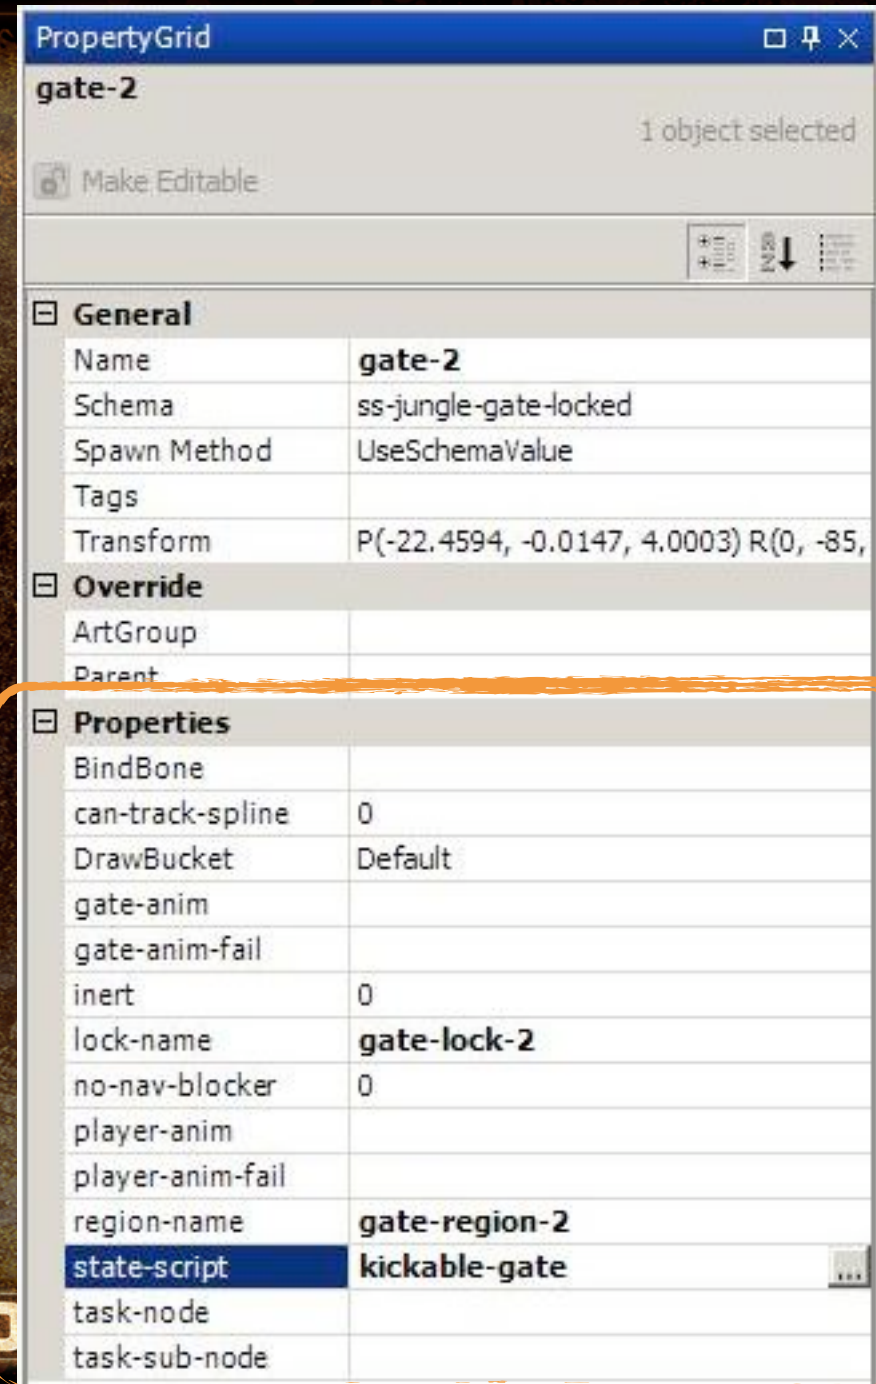 PropertyGrid
gate-2
1 object selected
Make Editable
General
Name gate-2
Schema ss-jungle-gate-locked
Spawn Method UseSchemaValue
Tags
Transform P(-22.4594, -0.0147, 4.0003) R(0, -85,
Override
ArtGroup
Parent
Properties
BindBone
can-track-spline 0
DrawBucket Default
gate-anim
gate-anim-fail
inert 0
lock-name gate-lock-2
no-nav-blocker 0
player-anim
player-anim-fail
region-name gate-region-2
state-script kickable-gate ...
task-node
task-sub-node